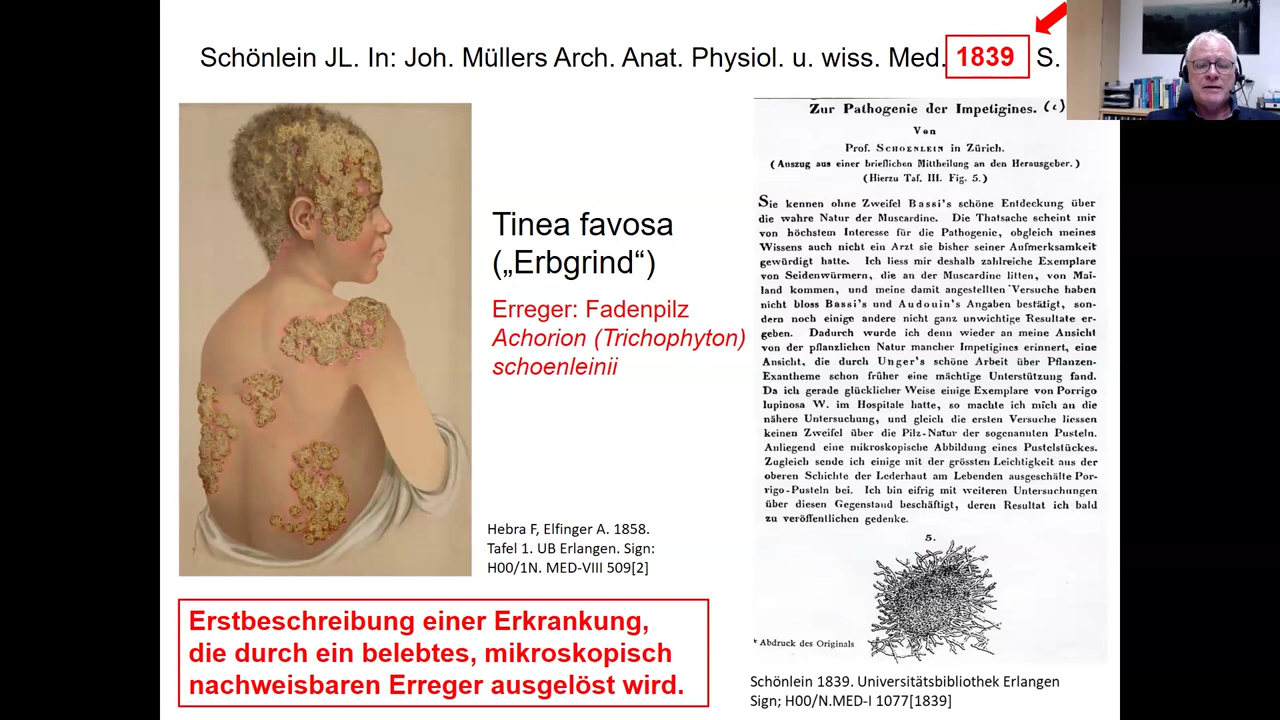 Schönlein JL. In: Joh. Müllers Arch. Anat. Physiol. u. wiss. Med. 1839 S.
Tinea favosa
(„Erbgrind“)
Erreger: Fadenpilz
Achorion (Trichophyton)
schoenleinii
Hebra F, Elfinger A. 1858.
Tafel 1. UB Erlangen. Sign:
H00/1N. MED-VIII 509[2]
Erstbeschreibung einer Erkrankung,
die durch ein belebtes, mikroskopisch
nachweisbaren Erreger ausgelöst wird.
Zur Pathogenie der Impetigines.
Von
Prof. SCHOENLEIN in Zürich.
(Auszug aus einer brieflichen Mittheilung an den Herausgeber.)
(Hierzu Taf. III. Fig. 5.)
Sie kennen ohne Zweifel Bassi's schöne Entdeckung über
die wahre Natur der Muscardine. Die Thatsache scheint mir
von höchstem Interesse für die Pathogenie, obgleich meines
Wissens auch nicht ein Arzt sie bisher seiner Aufmerksamkeit
gewürdigt hatte. Ich liess mir deshalb zahlreiche Exemplare
von Seidenwürmern, die an der Muscardine litten, von Mai-
land kommen, und meine damit angestellten Versuche haben
nicht bloss Bassi's und Audouin's Angaben bestätigt, son-
dern noch einige andere nicht ganz unwichtige Resultate er-
geben. Dadurch wurde ich denn wieder an meine Ansicht
von der pflanzlichen Natur mancher Impetigines erinnert, eine
Ansicht, die durch Unger's schöne Arbeit über Pflanzen-
Exantheme schon früher eine mächtige Unterstützung fand.
Da ich gerade glücklicher Weise einige Exemplare von Porrigo
lupinosa W. im Hospitale hatte, so machte ich mich an die
nähere Untersuchung, und gleich die ersten Versuche liessen
keinen Zweifel über die Pilz-Natur der sogenannten Pusteln.
Anliegend eine mikroskopische Abbildung eines Pustelstückes.
Zugleich sende ich einige mit der grössten Leichtigkeit aus der
oberen Schichte der Lederhaut am Lebenden ausgeschälte Por-
rigo-Pusteln bei. Ich bin eifrig mit weiteren Untersuchungen
über diesen Gegenstand beschäftigt, deren Resultat ich bald
zu veröffentlichen gedenke.
5.
* Abdruck des Originals
Schönlein 1839. Universitätsbibliothek Erlangen
Sign; H00/N.MED-I 1077[1839]